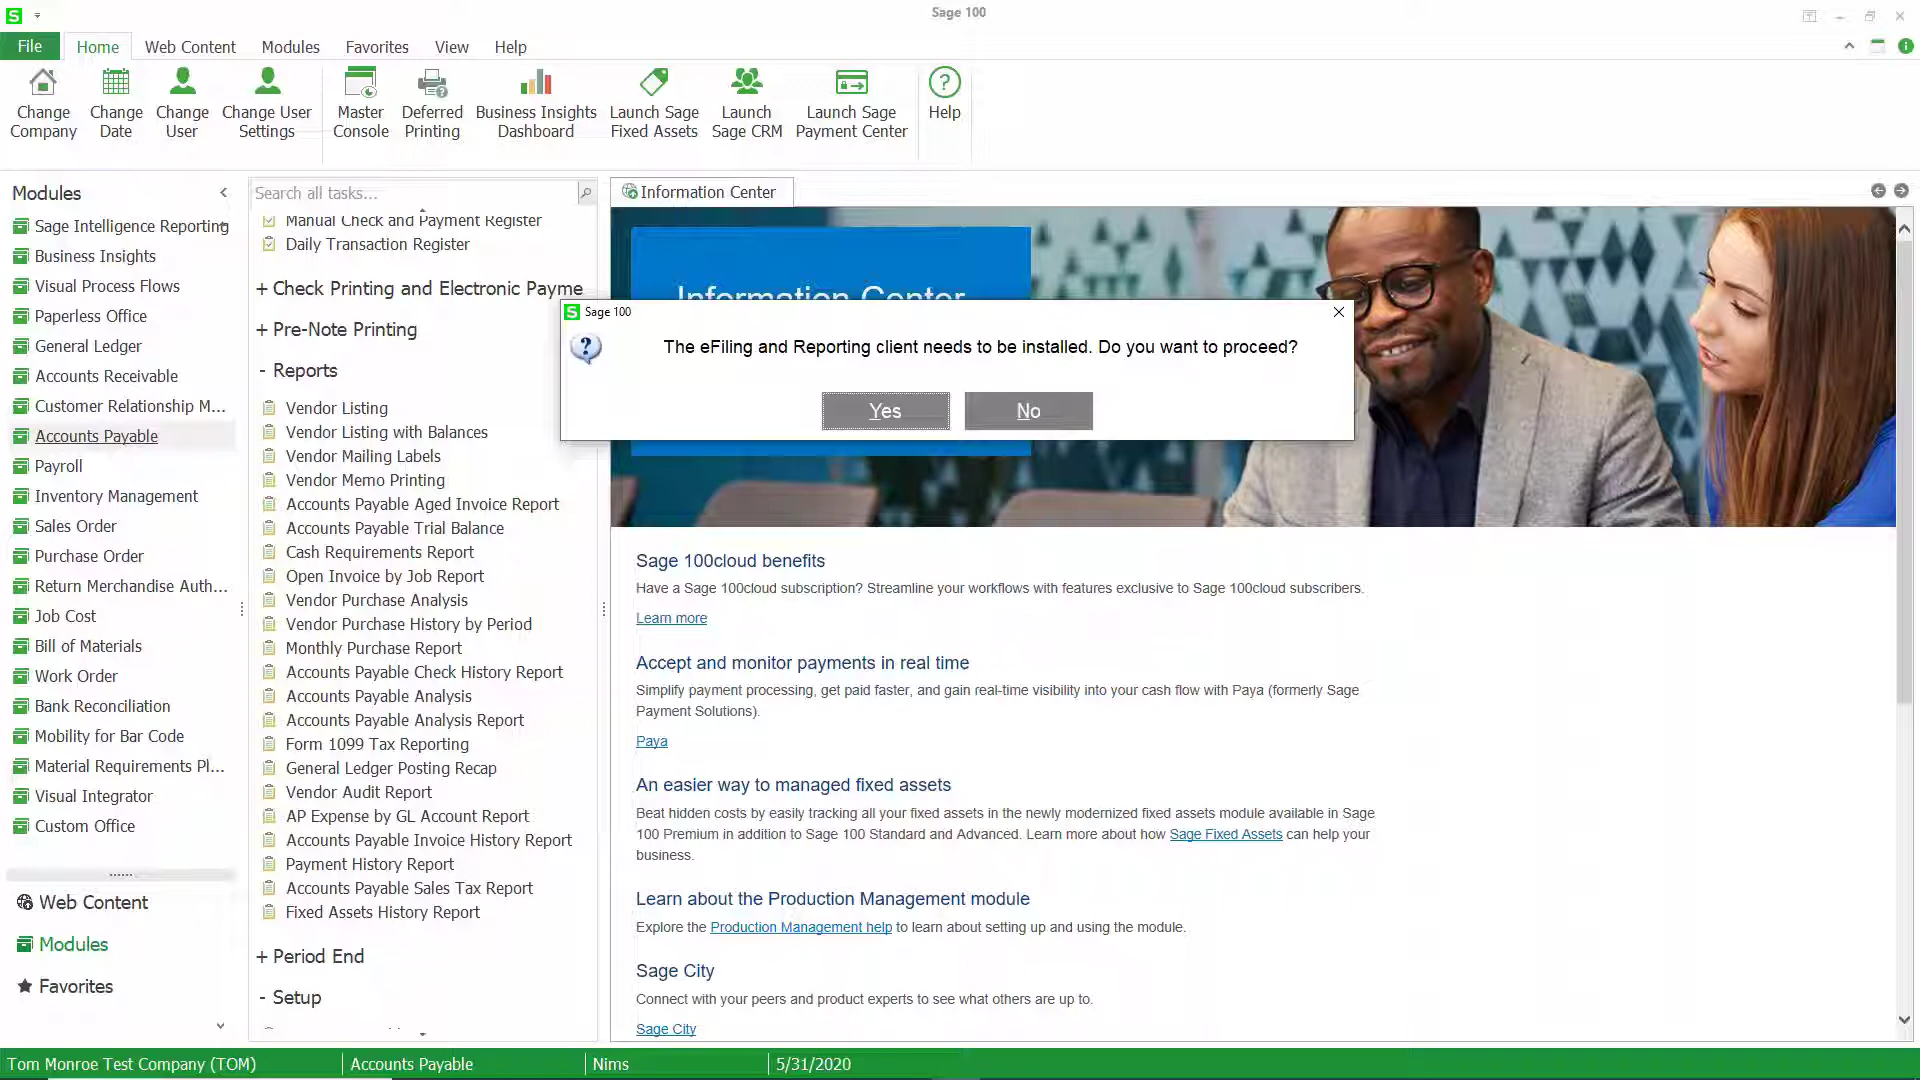 S
Sage 100
File
Home
Web Content
Modules
Favorites
View
Help
Change
Company
Change
Date
Change
User
Change User
Settings
Master
Console
Deferred
Printing
Business Insights
Dashboard
Launch Sage
Fixed Assets
Launch
Sage CRM
Launch Sage
Payment Center
Help
Modules
Sage Intelligence Reporting
Business Insights
Visual Process Flows
Paperless Office
General Ledger
Accounts Receivable
Customer Relationship M...
Accounts Payable
Payroll
Inventory Management
Sales Order
Purchase Order
Return Merchandise Auth...
Job Cost
Bill of Materials
Work Order
Bank Reconciliation
Mobility for Bar Code
Material Requirements Pl...
Visual Integrator
Custom Office
Web Content
Modules
Favorites
Search all tasks...
Manual Check and Payment Register
Daily Transaction Register
+ Check Printing and Electronic Payme
+ Pre-Note Printing
- Reports
Vendor Listing
Vendor Listing with Balances
Vendor Mailing Labels
Vendor Memo Printing
Accounts Payable Aged Invoice Report
Accounts Payable Trial Balance
Cash Requirements Report
Open Invoice by Job Report
Vendor Purchase Analysis
Vendor Purchase History by Period
Monthly Purchase Report
Accounts Payable Check History Report
Accounts Payable Analysis
Accounts Payable Analysis Report
Form 1099 Tax Reporting
General Ledger Posting Recap
Vendor Audit Report
AP Expense by GL Account Report
Accounts Payable Invoice History Report
Payment History Report
Accounts Payable Sales Tax Report
Fixed Assets History Report
+ Period End
- Setup
Information Center
Information Center
S Sage 100
The eFiling and Reporting client needs to be installed. Do you want to proceed?
Yes
No
Sage 100cloud benefits
Have a Sage 100cloud subscription? Streamline your workflows with features exclusive to Sage 100cloud subscribers.
Learn more
Accept and monitor payments in real time
Simplify payment processing, get paid faster, and gain real-time visibility into your cash flow with Paya (formerly Sage
Payment Solutions).
Paya
An easier way to managed fixed assets
Beat hidden costs by easily tracking all your fixed assets in the newly modernized fixed assets module available in Sage
100 Premium in addition to Sage 100 Standard and Advanced. Learn more about how Sage Fixed Assets can help your
business.
Learn about the Production Management module
Explore the Production Management help to learn about setting up and using the module.
Sage City
Connect with your peers and product experts to see what others are up to.
Sage City
Tom Monroe Test Company (TOM)
Accounts Payable
Nims
5/31/2020